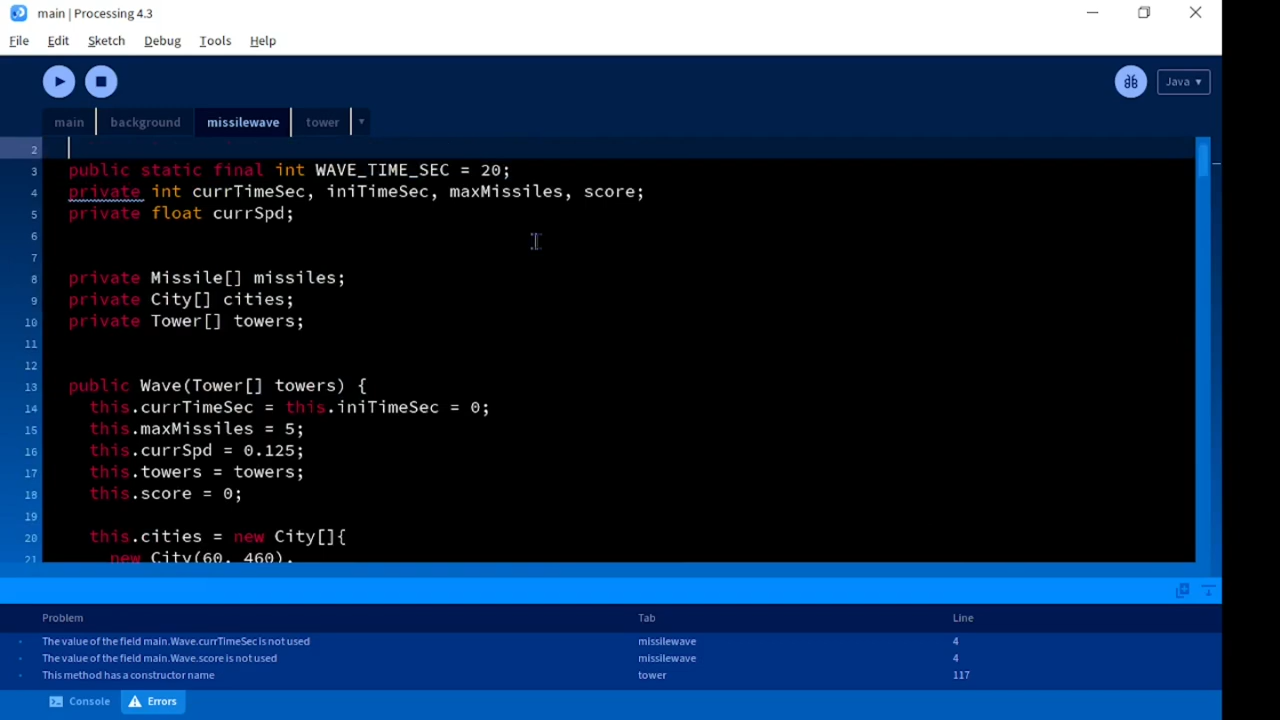 main | Processing 4.3
File Edit Sketch Debug Tools Help
Java ▾
main background missilewave tower ▾
2
3 public static final int WAVE_TIME_SEC = 20;
4 private int currTimeSec, iniTimeSec, maxMissiles, score;
5 private float currSpd;
6
7
8 private Missile[] missiles;
9 private City[] cities;
10 private Tower[] towers;
11
12
13 public Wave(Tower[] towers) {
14 this.currTimeSec = this.iniTimeSec = 0;
15 this.maxMissiles = 5;
16 this.currSpd = 0.125;
17 this.towers = towers;
18 this.score = 0;
19
20 this.cities = new City[]{
21 new City(60, 460),
Problem Tab Line
The value of the field main.Wave.currTimeSec is not used missilewave 4
The value of the field main.Wave.score is not used missilewave 4
This method has a constructor name tower 117
Console Errors